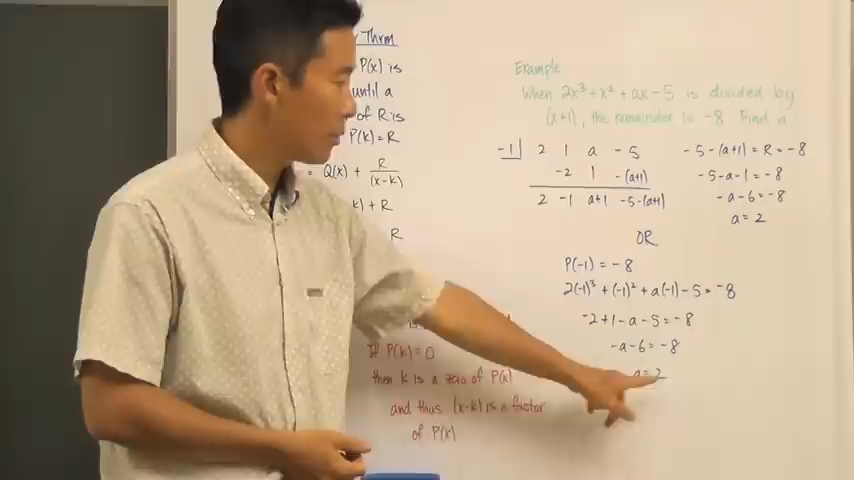 Thrm
P(x) is
until a
of R is
P(k) = R
= Q(x) + R/(x-k)
k) + R
R
If P(k) = 0
then k is a zero of P(x)
and thus (x-k) is a factor
of P(x)
Example
When 2x³ + x² + ax - 5 is divided by
(x+1), the remainder is -8. Find a
-1 | 2 1 a -5
-2 1 -(a+1)
2 -1 a+1 -5-(a+1)
-5-(a+1) = R = -8
-5-a-1 = -8
-a-6 = -8
a = 2
OR
P(-1) = -8
2(-1)³ + (-1)² + a(-1) - 5 = -8
-2+1-a-5 = -8
-a-6 = -8
a = 2